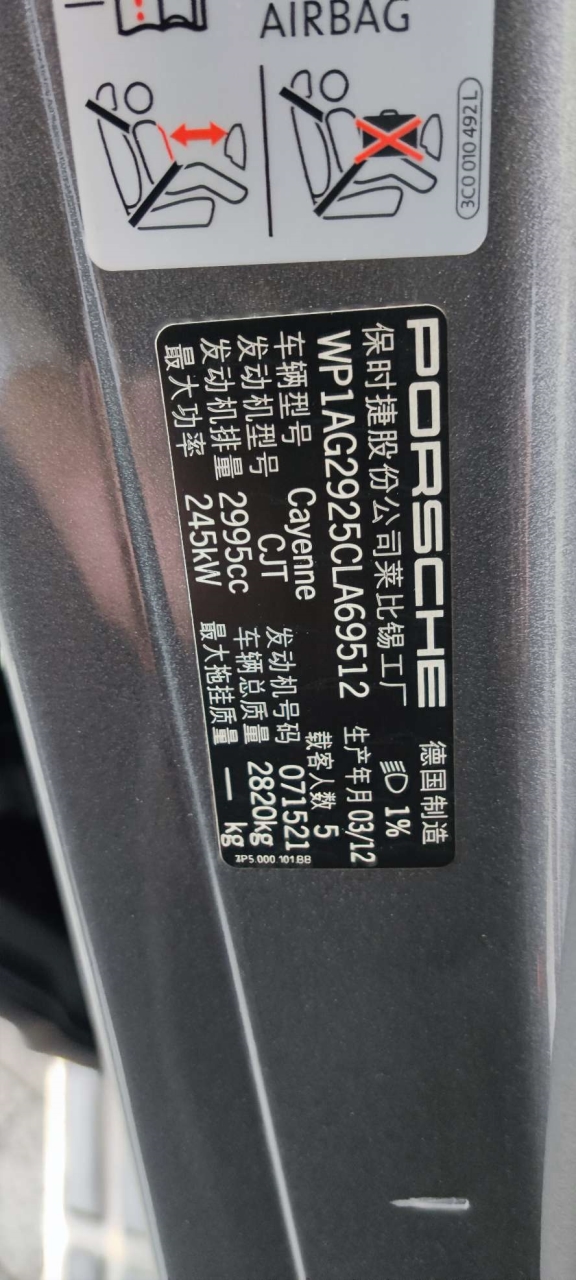 AIRBAG
3C0 010 492 L
PORSCHE 德国制造
保时捷股份公司莱比锡工厂 1%
WP1AG2925CLA69512 生产年月 03/12
载客人数 5
车辆型号 Cayenne 发动机号码 071521
发动机型号 CJT 车辆总质量 2820kg
发动机排量 2995cc 最大拖挂质量 — kg
最大功率 245kW
7P5.000.101.BB